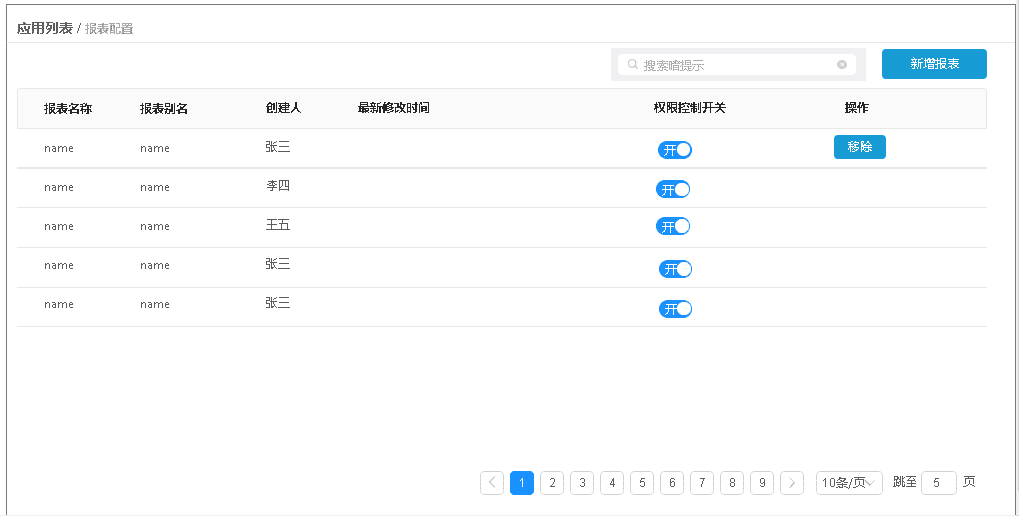 应用列表 / 报表配置
搜索暗提示 新增报表
报表名称 报表别名 创建人 最新修改时间 权限控制开关 操作
name name 张三 开 移除
name name 李四 开
name name 王五 开
name name 张三 开
name name 张三 开
1 2 3 4 5 6 7 8 9 10条/页 跳至 5 页